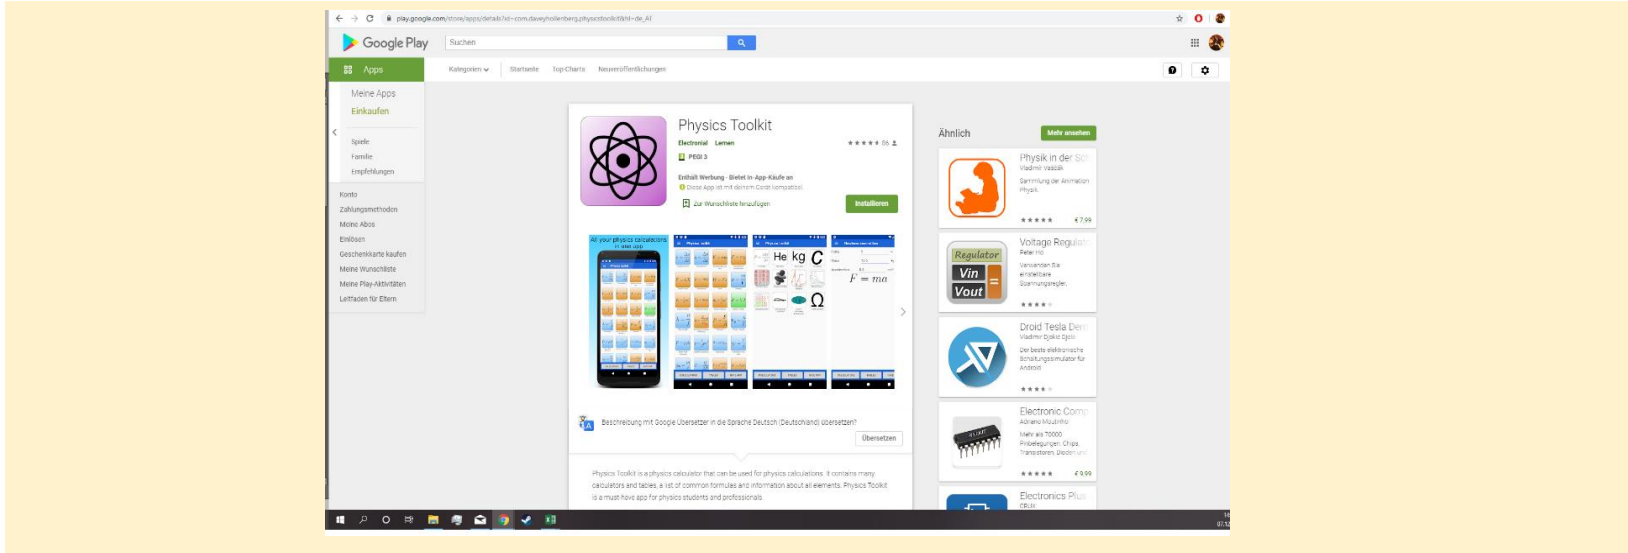 play.google.com/store/apps/details?id=com.daveyhollenberg.physicstoolkit&hl=de_AT
Google Play
Suchen
Apps
Kategorien
Startseite
Top-Charts
Neuveröffentlichungen
Meine Apps
Einkaufen
Spiele
Familie
Empfehlungen
Konto
Zahlungsmethoden
Meine Abos
Einlösen
Geschenkkarte kaufen
Meine Wunschliste
Meine Play-Aktivitäten
Leitfaden für Eltern
Physics Toolkit
Electronial Lernen
86
PEGI 3
Enthält Werbung · Bietet In-App-Käufe an
Diese App ist mit deinem Gerät kompatibel.
Zur Wunschliste hinzufügen
Installieren
All your physics calculations
in one app
He kg C
Ω
F = ma
Beschreibung mit Google Übersetzer in die Sprache Deutsch (Deutschland) übersetzen?
Übersetzen
Physics Toolkit is a physics calculator that can be used for physics calculations. It contains many
calculators and tables, a list of common formulas and information about all elements. Physics Toolkit
is a must-have app for physics students and professionals
Ähnlich
Mehr ansehen
Physik in der Sch
Vladimír Vaščák
Sammlung der Animation
Physik.
€ 7,99
Regulator
Vin
Vout
=
Voltage Regulato
Peter Ho
Verwenden Sie
einstellbare
Spannungsregler,
Droid Tesla Dem
Vladimir Djokic Djole
Der beste elektronische
Schaltungssimulator für
Android
Electronic Comp
Adriano Moutinho
Mehr als 70000
Pinbelegungen: Chips,
Transistoren, Dioden und
€ 9,99
Electronics Plus
07.12